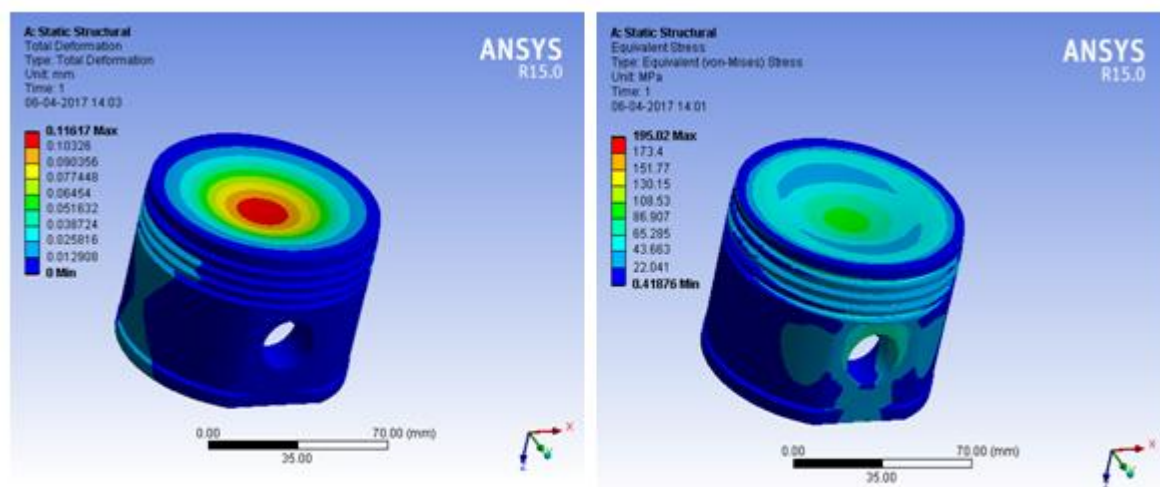 A: Static Structural
Total Deformation
Type: Total Deformation
Unit: mm
Time: 1
06-04-2017 14:03
ANSYS
R15.0
0.11617 Max
0.10326
0.090356
0.077448
0.06454
0.051632
0.038724
0.025816
0.012908
0 Min
0.00
70.00 (mm)
35.00
X
Y
Z
A: Static Structural
Equivalent Stress
Type: Equivalent (von-Mises) Stress
Unit: MPa
Time: 1
06-04-2017 14:01
ANSYS
R15.0
195.02 Max
173.4
151.77
130.15
108.53
86.907
65.285
43.663
22.041
0.41876 Min
0.00
70.00 (mm)
35.00
X
Y
Z